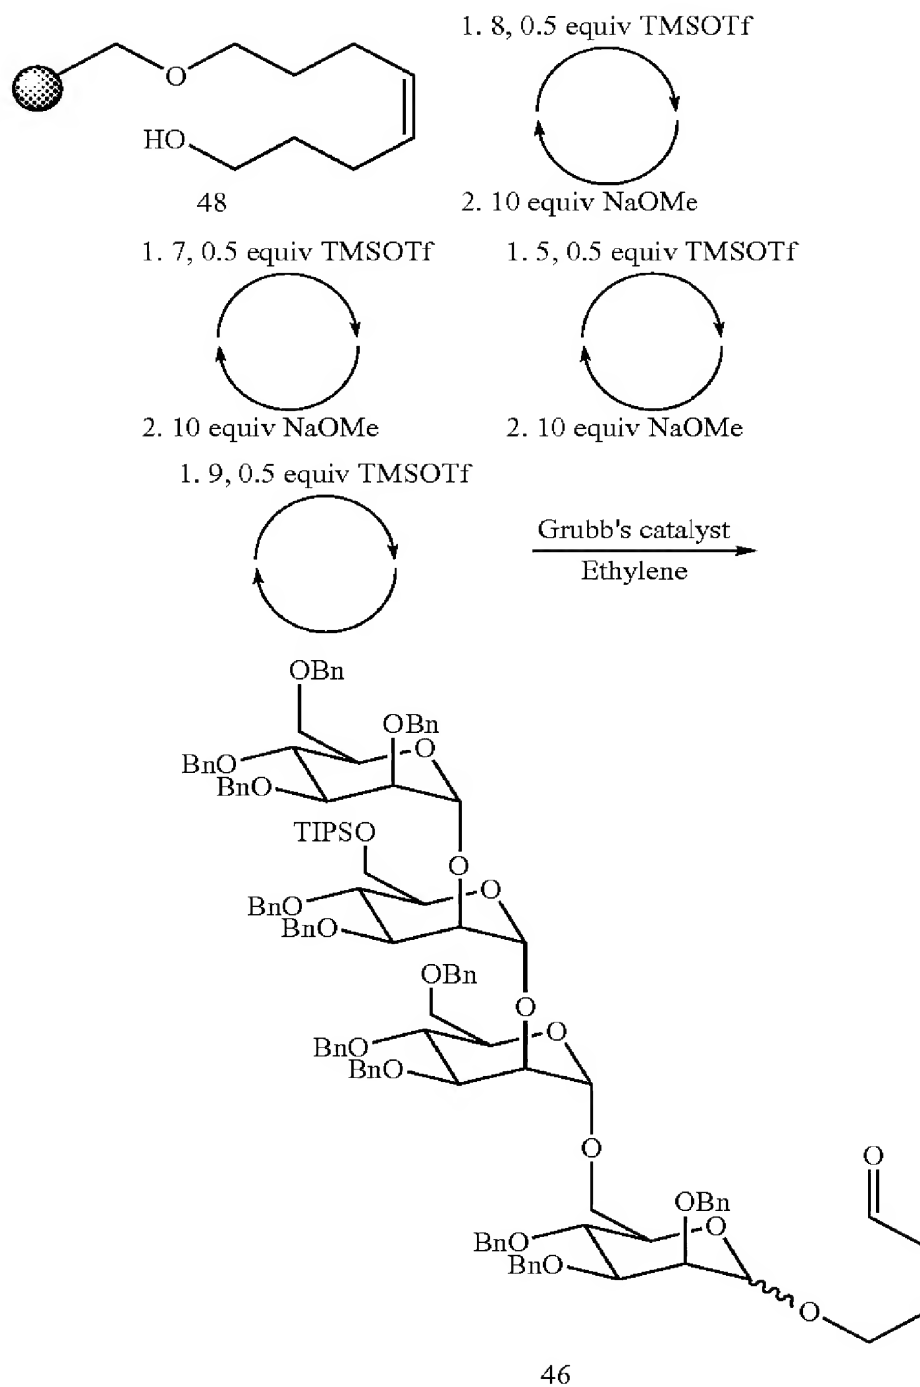 1. 8, 0.5 equiv TMSOTf
O
HO
48
2. 10 equiv NaOMe
1. 7, 0.5 equiv TMSOTf
1. 5, 0.5 equiv TMSOTf
2. 10 equiv NaOMe
2. 10 equiv NaOMe
1. 9, 0.5 equiv TMSOTf
Grubb's catalyst
Ethylene
OBn
OBn
O
BnO
BnO
TIPSO
O
O
BnO
BnO
OBn
O
O
BnO
BnO
O
O
OBn
O
BnO
BnO
O
46